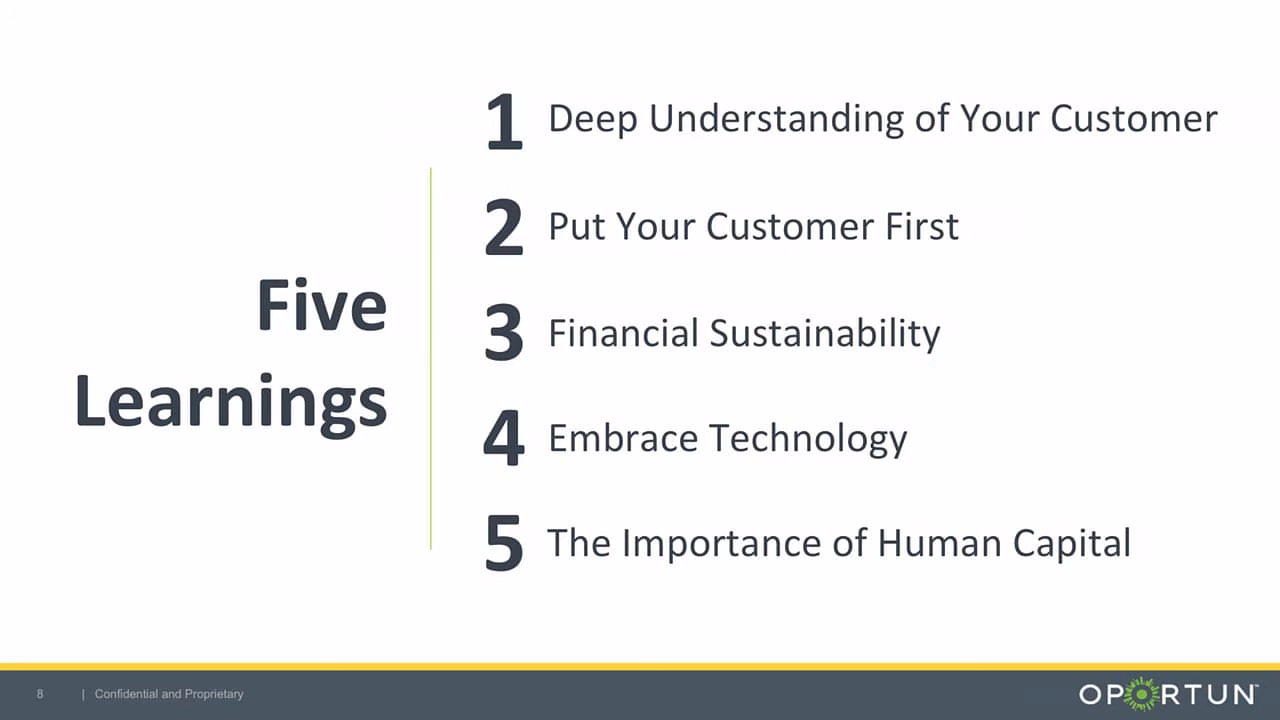 Five
Learnings
1 Deep Understanding of Your Customer
2 Put Your Customer First
3 Financial Sustainability
4 Embrace Technology
5 The Importance of Human Capital
8 | Confidential and Proprietary
OPORTUN™